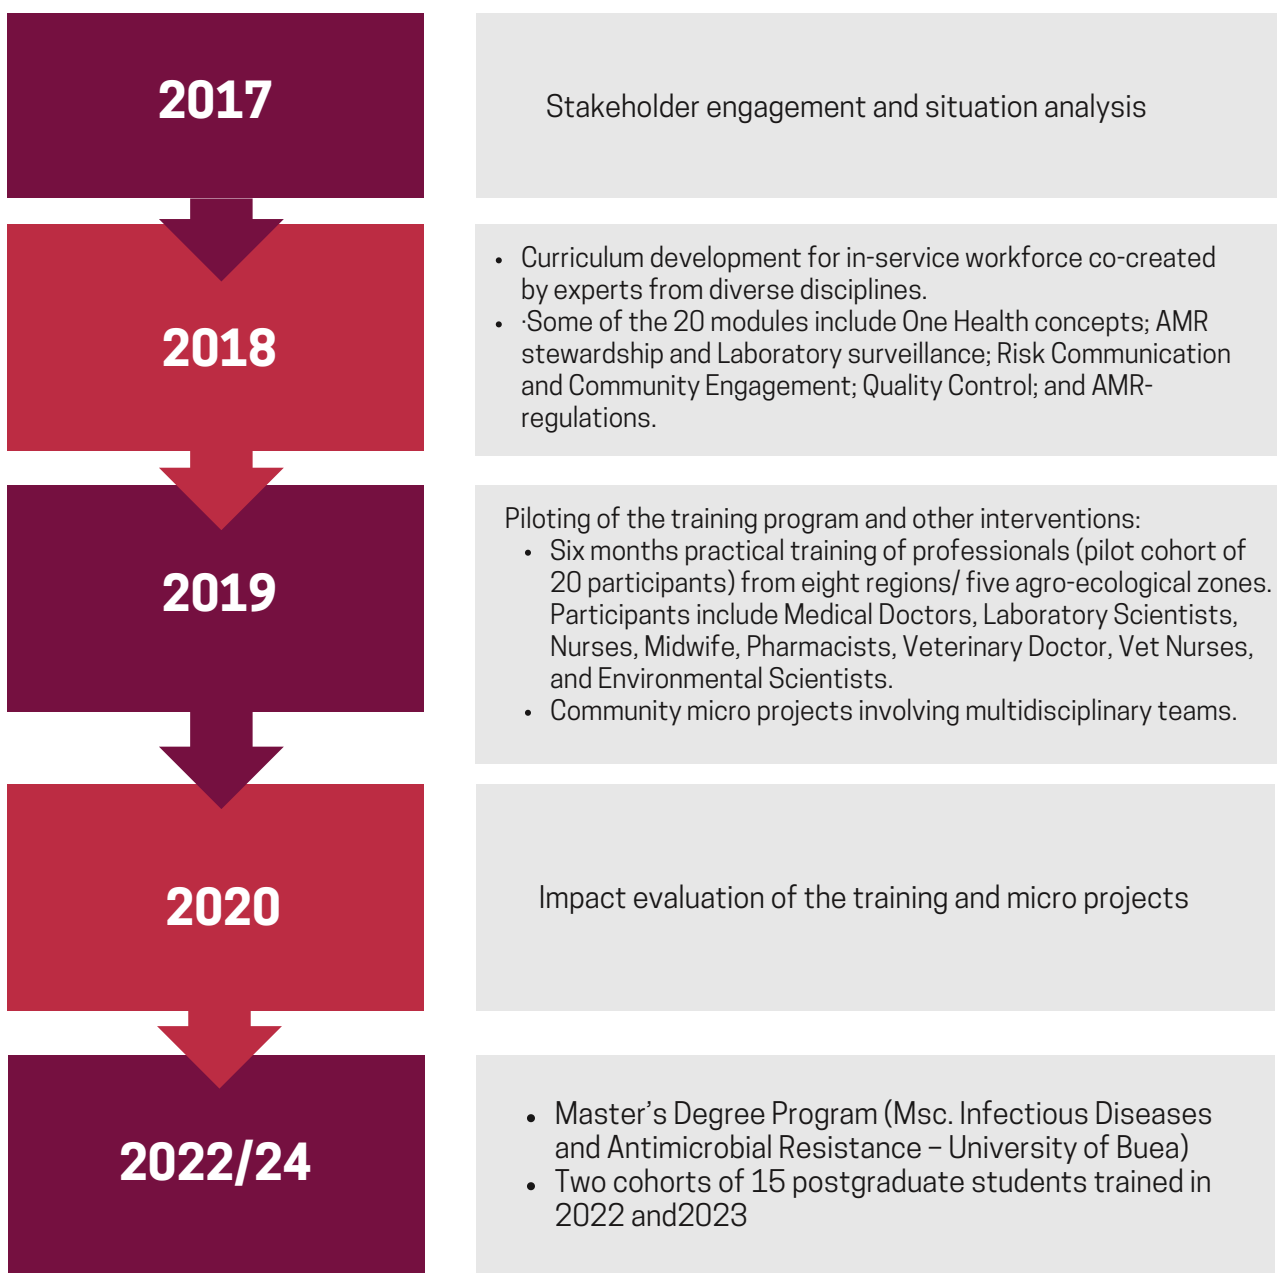 2017
Stakeholder engagement and situation analysis
2018
• Curriculum development for in-service workforce co-created
by experts from diverse disciplines.
• ·Some of the 20 modules include One Health concepts; AMR
stewardship and Laboratory surveillance; Risk Communication
and Community Engagement; Quality Control; and AMR-
regulations.
2019
Piloting of the training program and other interventions:
• Six months practical training of professionals (pilot cohort of
20 participants) from eight regions/ five agro-ecological zones.
Participants include Medical Doctors, Laboratory Scientists,
Nurses, Midwife, Pharmacists, Veterinary Doctor, Vet Nurses,
and Environmental Scientists.
• Community micro projects involving multidisciplinary teams.
2020
Impact evaluation of the training and micro projects
2022/24
• Master’s Degree Program (Msc. Infectious Diseases
and Antimicrobial Resistance – University of Buea)
• Two cohorts of 15 postgraduate students trained in
2022 and2023